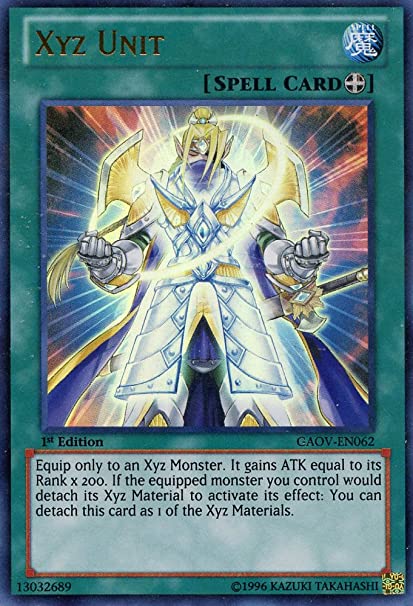 Xyz Unit
SPELL
魔
[SPELL CARD]
1st Edition
GAOV-EN062
Equip only to an Xyz Monster. It gains ATK equal to its
Rank x 200. If the equipped monster you control would
detach its Xyz Material to activate its effect: You can
detach this card as 1 of the Xyz Materials.
13032689
©1996 KAZUKI TAKAHASHI